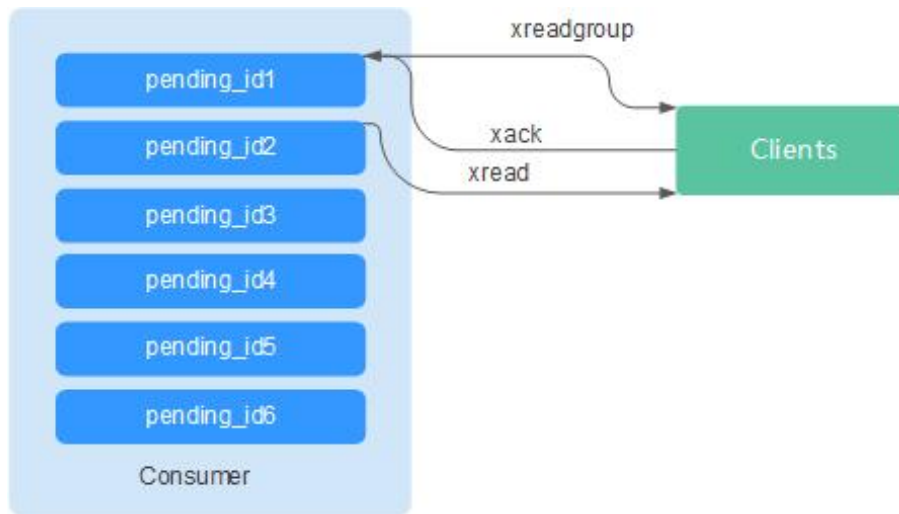 xreadgroup
pending_id1
xack
Clients
pending_id2
xread
pending_id3
pending_id4
pending_id5
pending_id6
Consumer